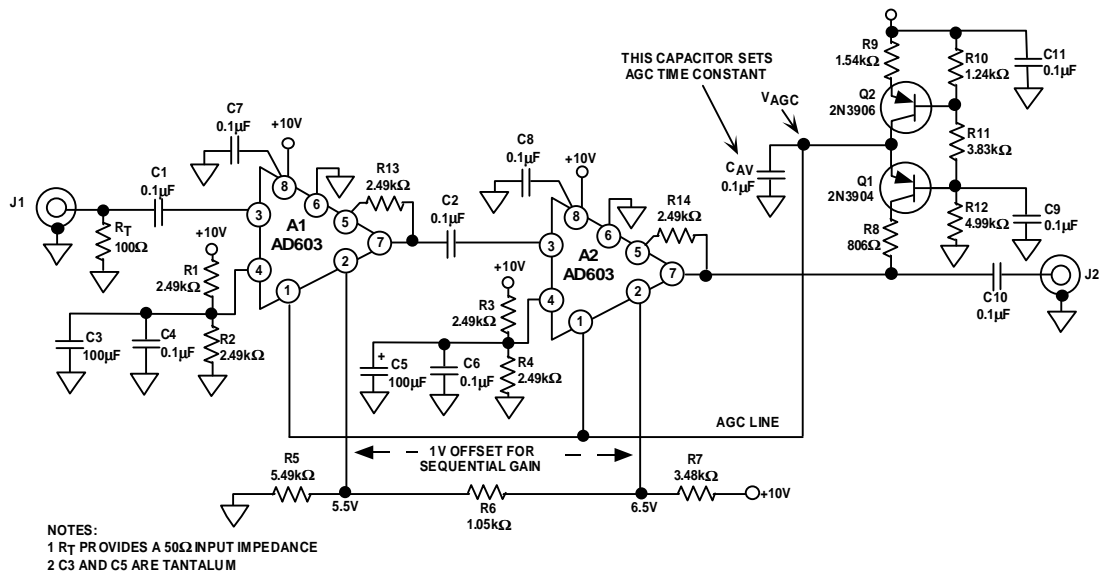 THIS CAPACITOR SETS
AGC TIME CONSTANT
VAGC
R9
1.54kΩ
R10
1.24kΩ
C11
0.1µF
Q2
2N3906
R11
3.83kΩ
CAV
0.1µF
Q1
2N3904
R12
4.99kΩ
C9
0.1µF
R8
806Ω
C10
0.1µF
J2
C7
0.1µF
+10V
R13
2.49kΩ
C8
0.1µF
+10V
R14
2.49kΩ
J1
C1
0.1µF
RT
100Ω
+10V
R1
2.49kΩ
8
6
5
3
A1
AD603
7
4
2
1
C2
0.1µF
8
6
5
3
A2
AD603
7
4
2
1
+10V
R3
2.49kΩ
C3
100µF
C4
0.1µF
R2
2.49kΩ
+
C5
100µF
C6
0.1µF
R4
2.49kΩ
AGC LINE
1V OFFSET FOR
SEQUENTIAL GAIN
R5
5.49kΩ
5.5V
R6
1.05kΩ
6.5V
R7
3.48kΩ
+10V
NOTES:
1 RT PROVIDES A 50Ω INPUT IMPEDANCE
2 C3 AND C5 ARE TANTALUM